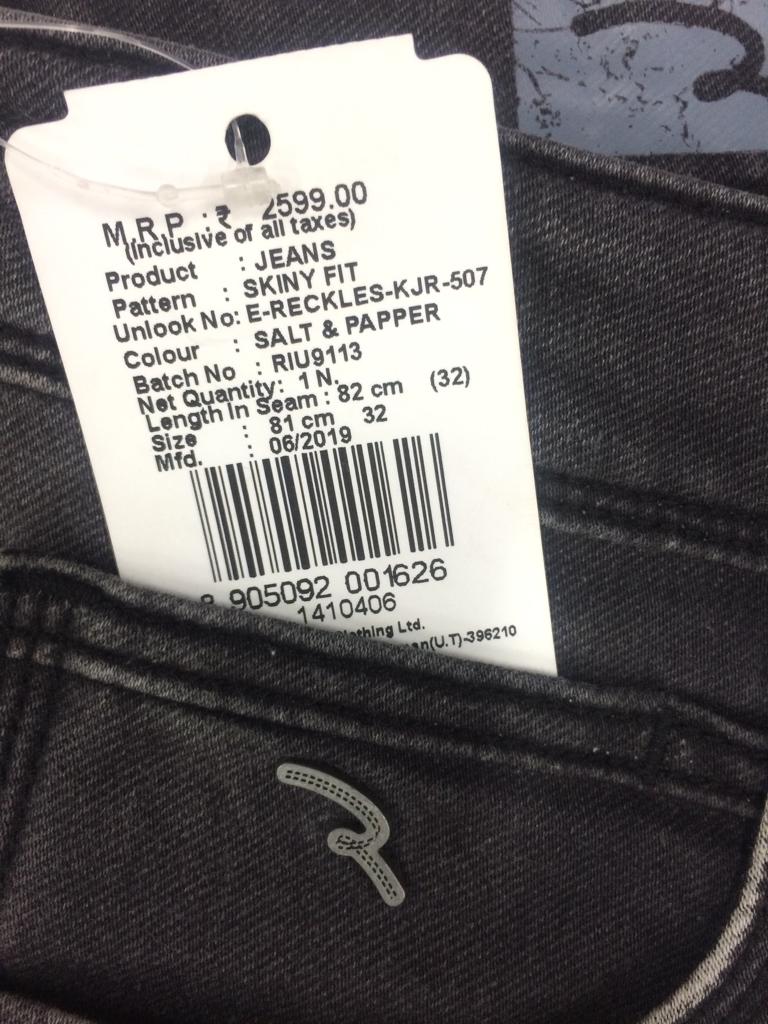 M.R.P : ₹ 2599.00
(inclusive of all taxes)
Product : JEANS
Pattern : SKINY FIT
Unlook No: E-RECKLES-KJR-507
Colour : SALT & PAPPER
Batch No : RIU9113
Net Quantity: 1 N.
Length In Seam : 82 cm (32)
Size : 81 cm 32
Mfd. : 06/2019
8 905092 001626
1410406
Ltd.
(U.T)-396210